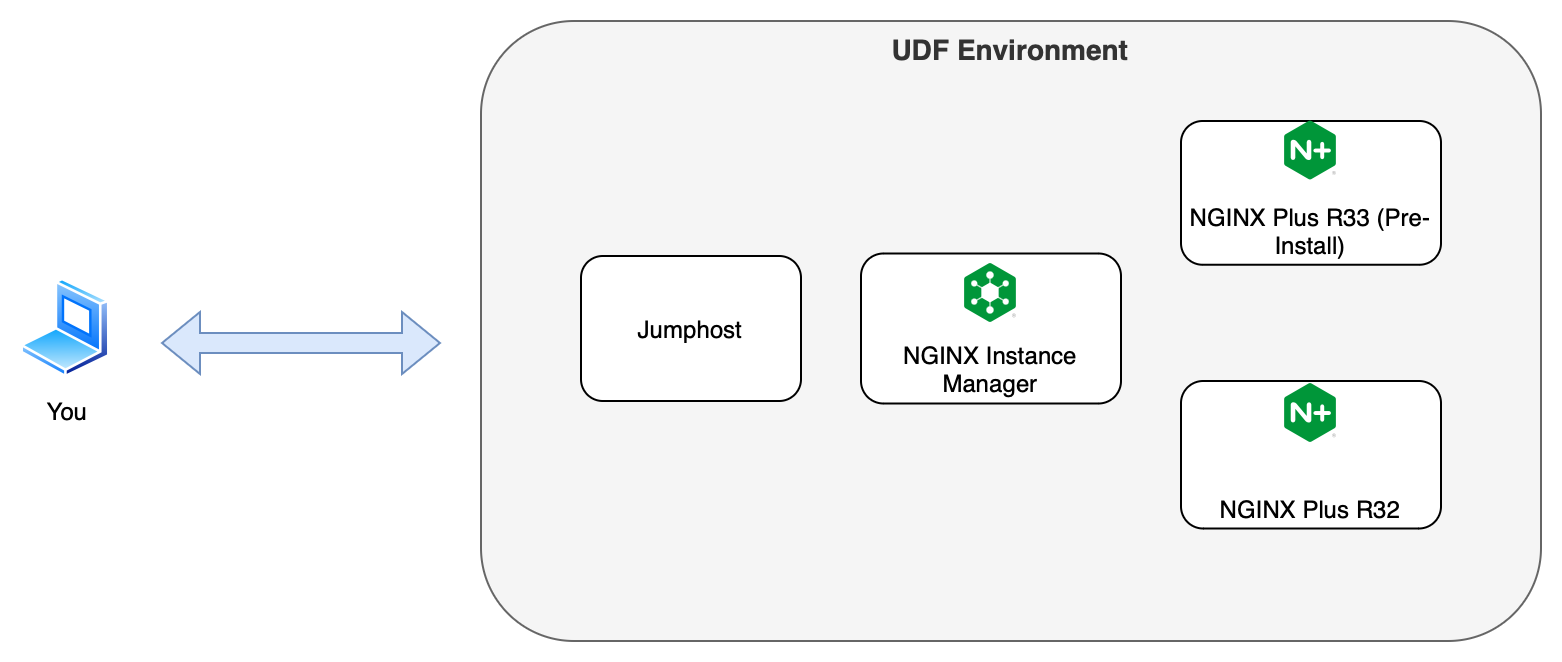 UDF Environment
N+
NGINX Plus R33 (Pre-
Install)
Jumphost
NGINX Instance
Manager
You
N+
NGINX Plus R32